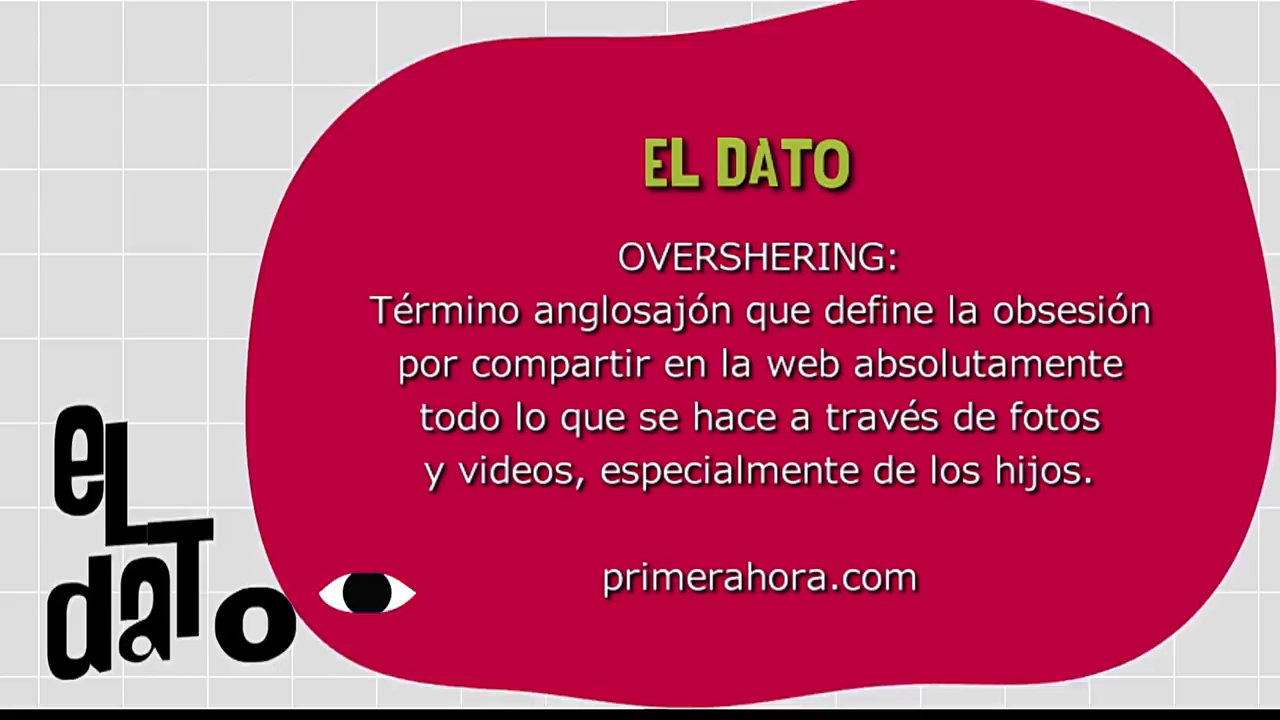 EL DATO
OVERSHERING:
Término anglosajón que define la obsesión
por compartir en la web absolutamente
todo lo que se hace a través de fotos
y videos, especialmente de los hijos.
primerahora.com
eL
daTo